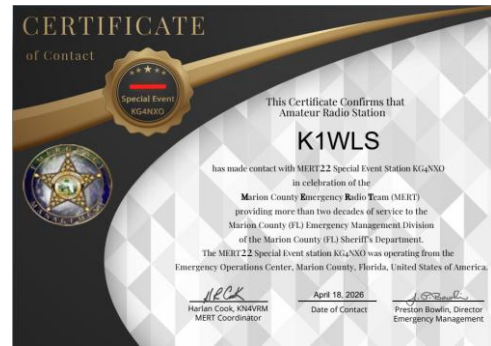 CERTIFICATE
of Contact
Special Event
KG4NXO
This Certificate Confirms that
Amateur Radio Station
K1WLS
has made contact with MERT22 Special Event Station KG4NXO
in celebration of the
Marion County Emergency Radio Team (MERT)
providing more than two decades of service to the
Marion County (FL) Emergency Management Division
of the Marion County (FL) Sheriff's Department.
The MERT22 Special Event station KG4NXO was operating from the
Emergency Operations Center, Marion County, Florida, United States of America.
April 18, 2026
Harlan Cook, KN4VRM
MERT Coordinator
Date of Contact
Preston Bowlin, Director
Emergency Management